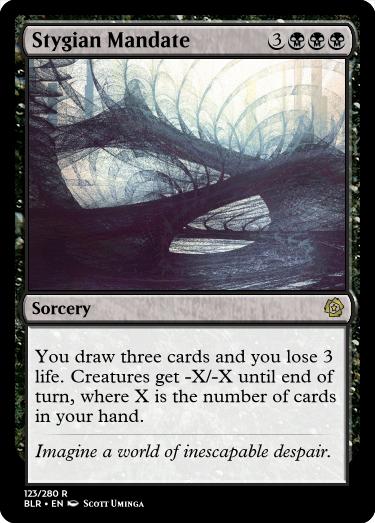 Stygian Mandate 3
Sorcery
You draw three cards and you lose 3
life. Creatures get -X/-X until end of
turn, where X is the number of cards
in your hand.
Imagine a world of inescapable despair.
123/280 R
BLR • EN Scott Uminga